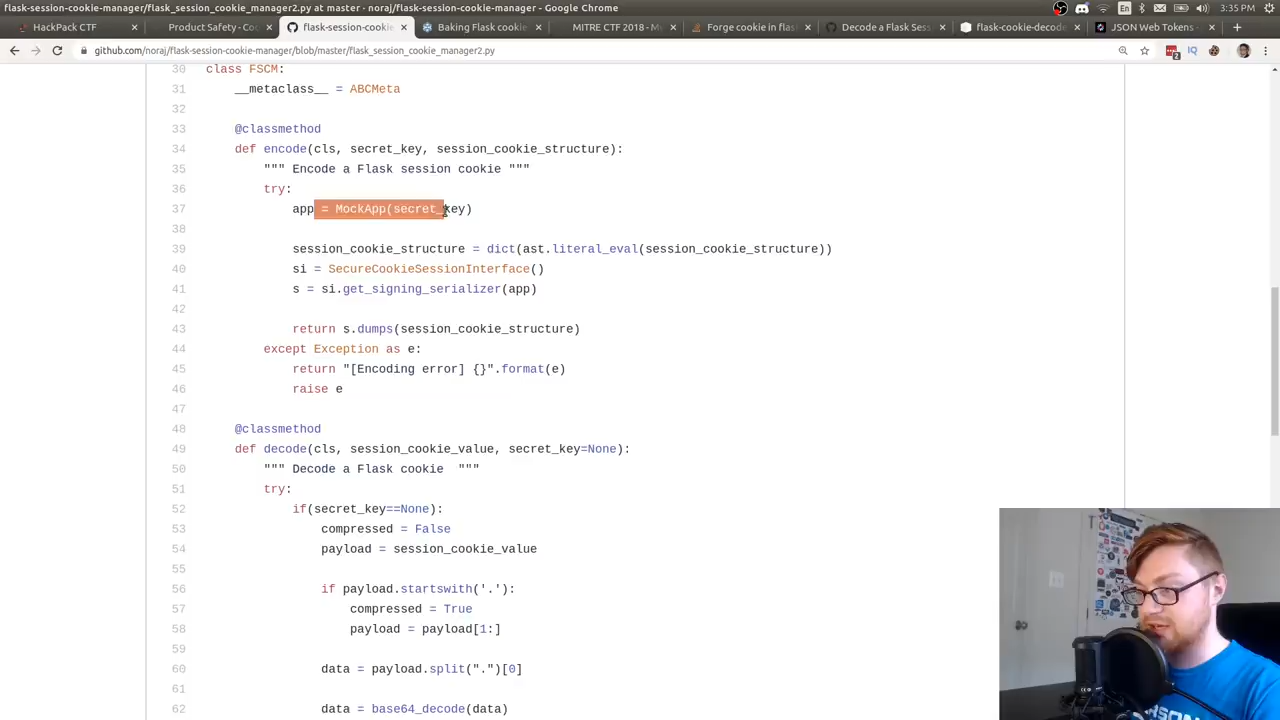 flask-session-cookie-manager/flask_session_cookie_manager2.py at master · noraj/flask-session-cookie-manager - Google Chrome
En 3:35 PM
HackPack CTF × Product Safety - Coo × flask-session-cookie- × Baking Flask cookies × MITRE CTF 2018 - M × Forge cookie in flask × Decode a Flask Sess × flask-cookie-decode × JSON Web Tokens - ×
github.com/noraj/flask-session-cookie-manager/blob/master/flask_session_cookie_manager2.py
30 class FSCM:
31 __metaclass__ = ABCMeta
32
33 @classmethod
34 def encode(cls, secret_key, session_cookie_structure):
35 """ Encode a Flask session cookie """
36 try:
37 app = MockApp(secret_key)
38
39 session_cookie_structure = dict(ast.literal_eval(session_cookie_structure))
40 si = SecureCookieSessionInterface()
41 s = si.get_signing_serializer(app)
42
43 return s.dumps(session_cookie_structure)
44 except Exception as e:
45 return "[Encoding error] {}".format(e)
46 raise e
47
48 @classmethod
49 def decode(cls, session_cookie_value, secret_key=None):
50 """ Decode a Flask cookie  """
51 try:
52 if(secret_key==None):
53 compressed = False
54 payload = session_cookie_value
55
56 if payload.startswith('.'):
57 compressed = True
58 payload = payload[1:]
59
60 data = payload.split(".")[0]
61
62 data = base64_decode(data)